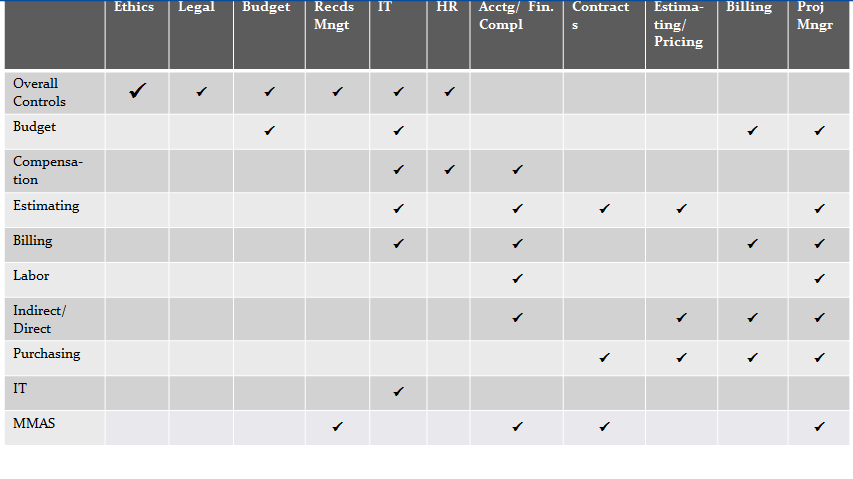 Ethics Legal Budget Recds IT HR Acctg/ Fin. Contract Estima- Billing Proj
Mngt Compl s ting/ Mngr
Pricing
Overall ✓ ✓ ✓ ✓ ✓ ✓
Controls
Budget ✓ ✓ ✓ ✓
Compensa- ✓ ✓ ✓
tion
Estimating ✓ ✓ ✓ ✓ ✓
Billing ✓ ✓ ✓ ✓
Labor ✓ ✓
Indirect/ ✓ ✓ ✓ ✓
Direct
Purchasing ✓ ✓ ✓ ✓
IT ✓
MMAS ✓ ✓ ✓ ✓